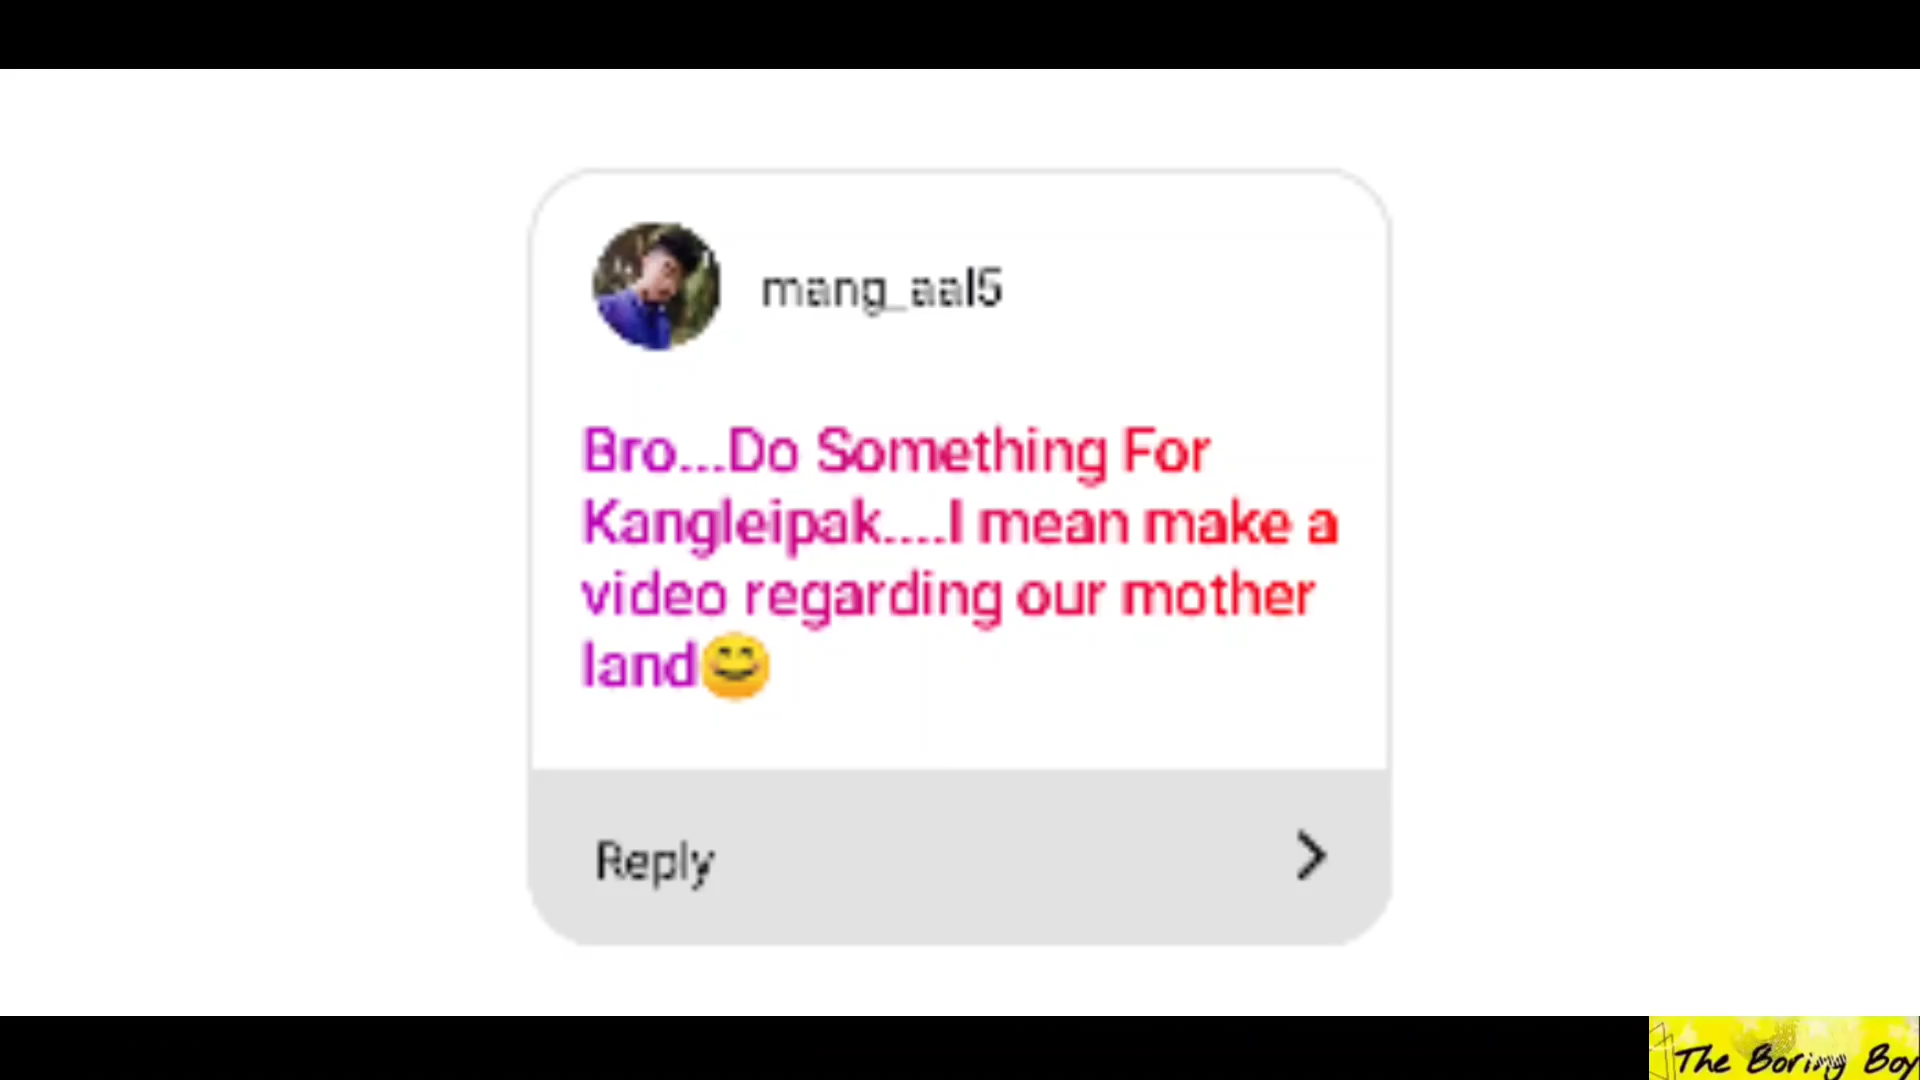 mang_aal5
Bro...Do Something For
Kangleipak....I mean make a
video regarding our mother
land😄
Reply
The Boring Boy